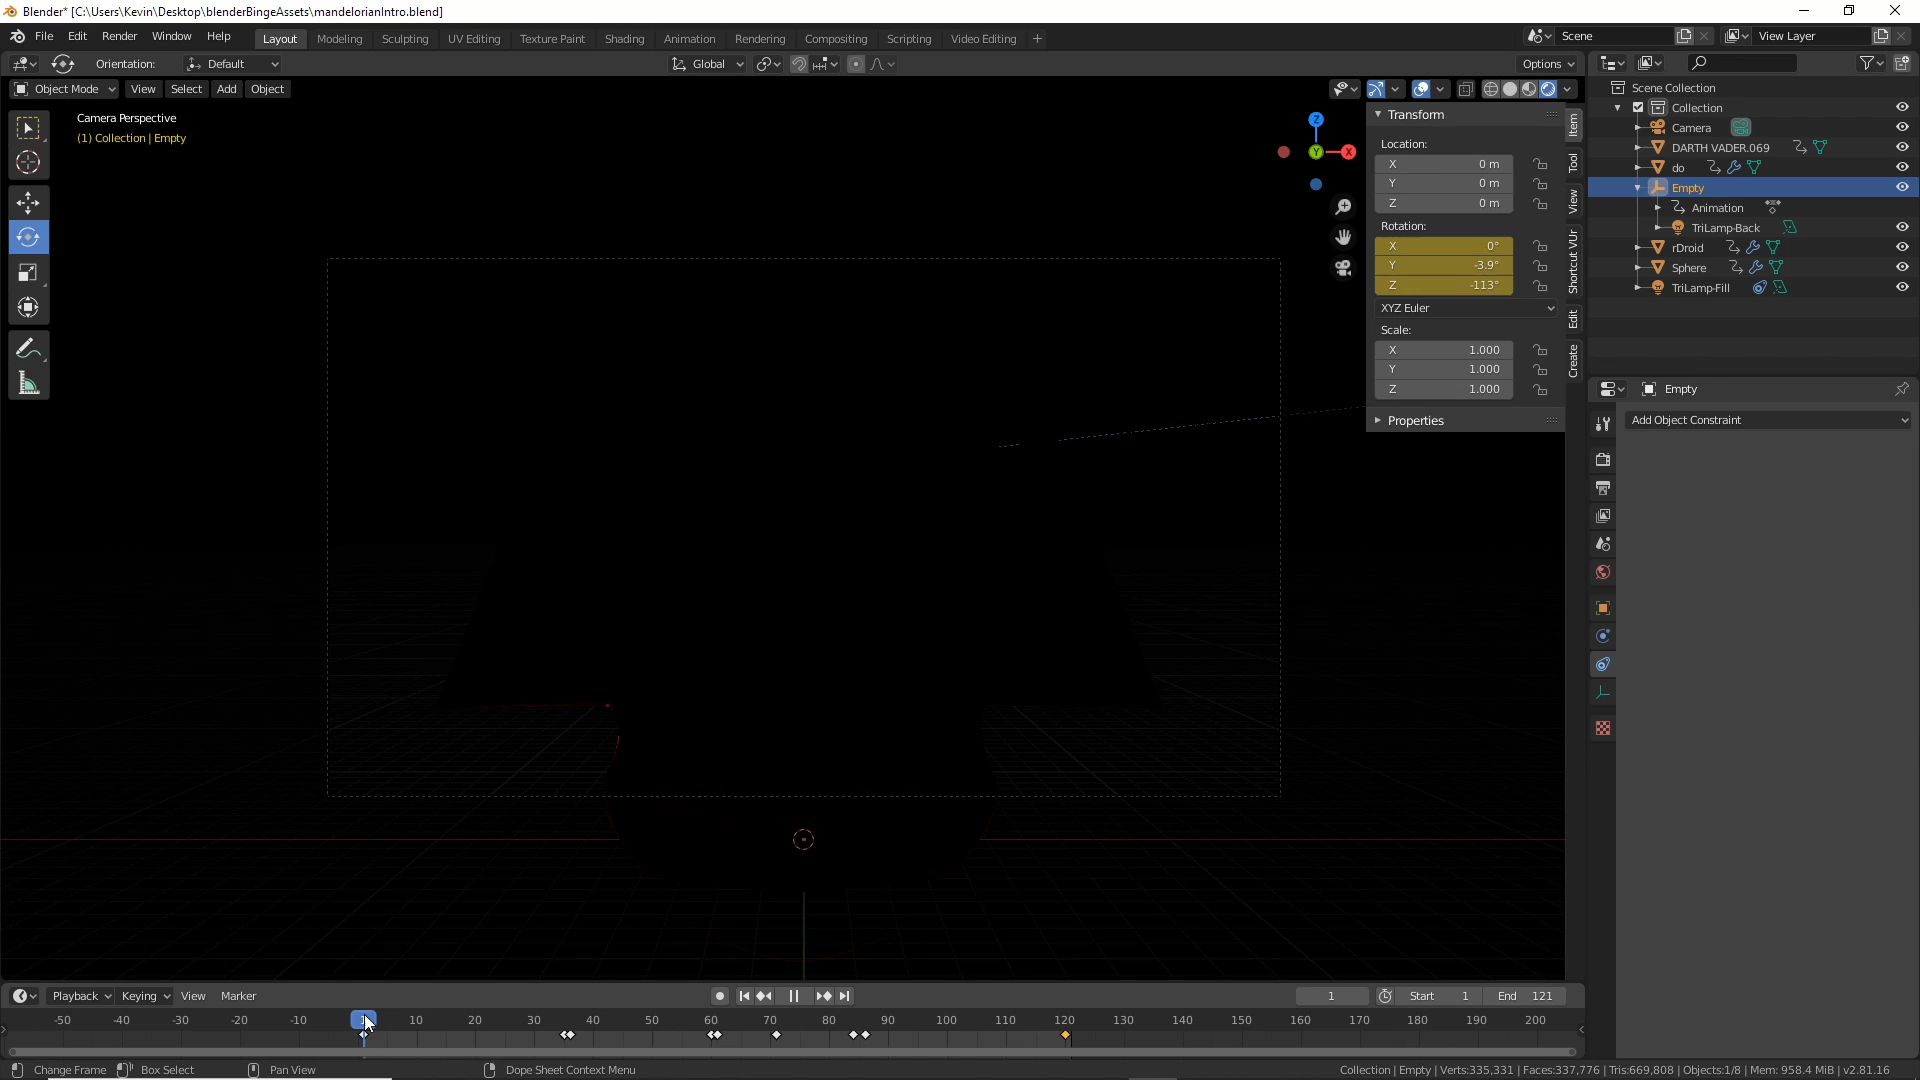 Blender* [C:\Users\Kevin\Desktop\blenderBingeAssets\mandelorianIntro.blend]
File Edit Render Window Help Layout Modeling Sculpting UV Editing Texture Paint Shading Animation Rendering Compositing Scripting Video Editing + Scene View Layer
Orientation: Default Global Options
Object Mode View Select Add Object
Camera Perspective
(1) Collection | Empty
Z
Y
X
Transform
Location:
X 0 m
Y 0 m
Z 0 m
Rotation:
X 0°
Y -3.9°
Z -113°
XYZ Euler
Scale:
X 1.000
Y 1.000
Z 1.000
Properties
Item
Tool
View
Shortcut VUr
Edit
Create
Scene Collection
Collection
Camera
DARTH VADER.069
do
Empty
Animation
TriLamp-Back
rDroid
Sphere
TriLamp-Fill
Empty
Add Object Constraint
Playback Keying View Marker 1 Start 1 End 121
-50 -40 -30 -20 -10 1 10 20 30 40 50 60 70 80 90 100 110 120 130 140 150 160 170 180 190 200
Change Frame Box Select Pan View Dope Sheet Context Menu Collection | Empty | Verts:335,331 | Faces:337,776 | Tris:669,808 | Objects:1/8 | Mem: 958.4 MiB | v2.81.16